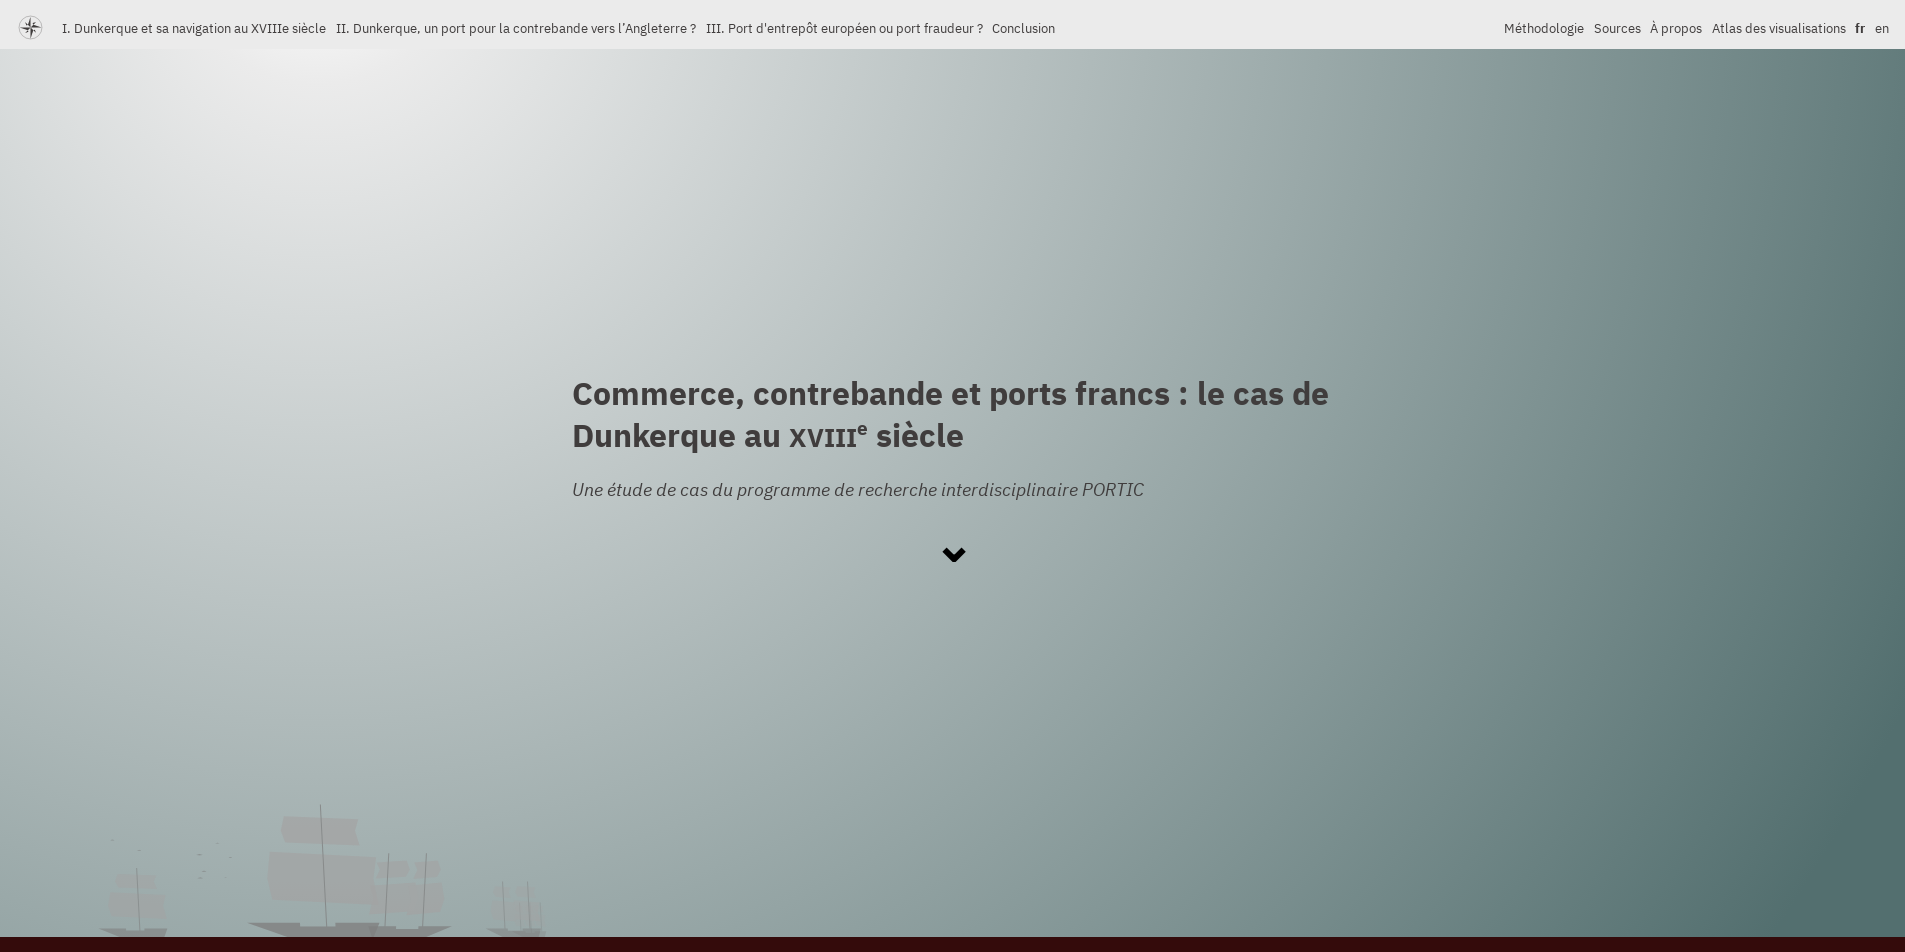 I. Dunkerque et sa navigation au XVIIIe siècle II. Dunkerque, un port pour la contrebande vers l’Angleterre ? III. Port d'entrepôt européen ou port fraudeur ? Conclusion Méthodologie Sources À propos Atlas des visualisations fr en
Commerce, contrebande et ports francs : le cas de
Dunkerque au XVIIIe siècle
Une étude de cas du programme de recherche interdisciplinaire PORTIC